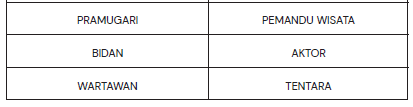 PRAMUGARI PEMANDU WISATA
BIDAN AKTOR
WARTAWAN TENTARA